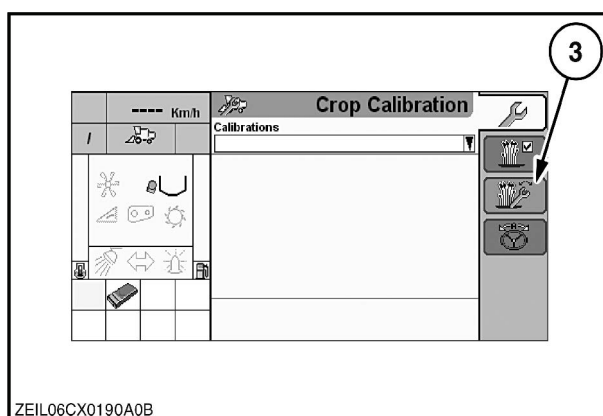 3
---- Km/h
Crop Calibration
I
Calibrations
ZEIL06CX0190A0B